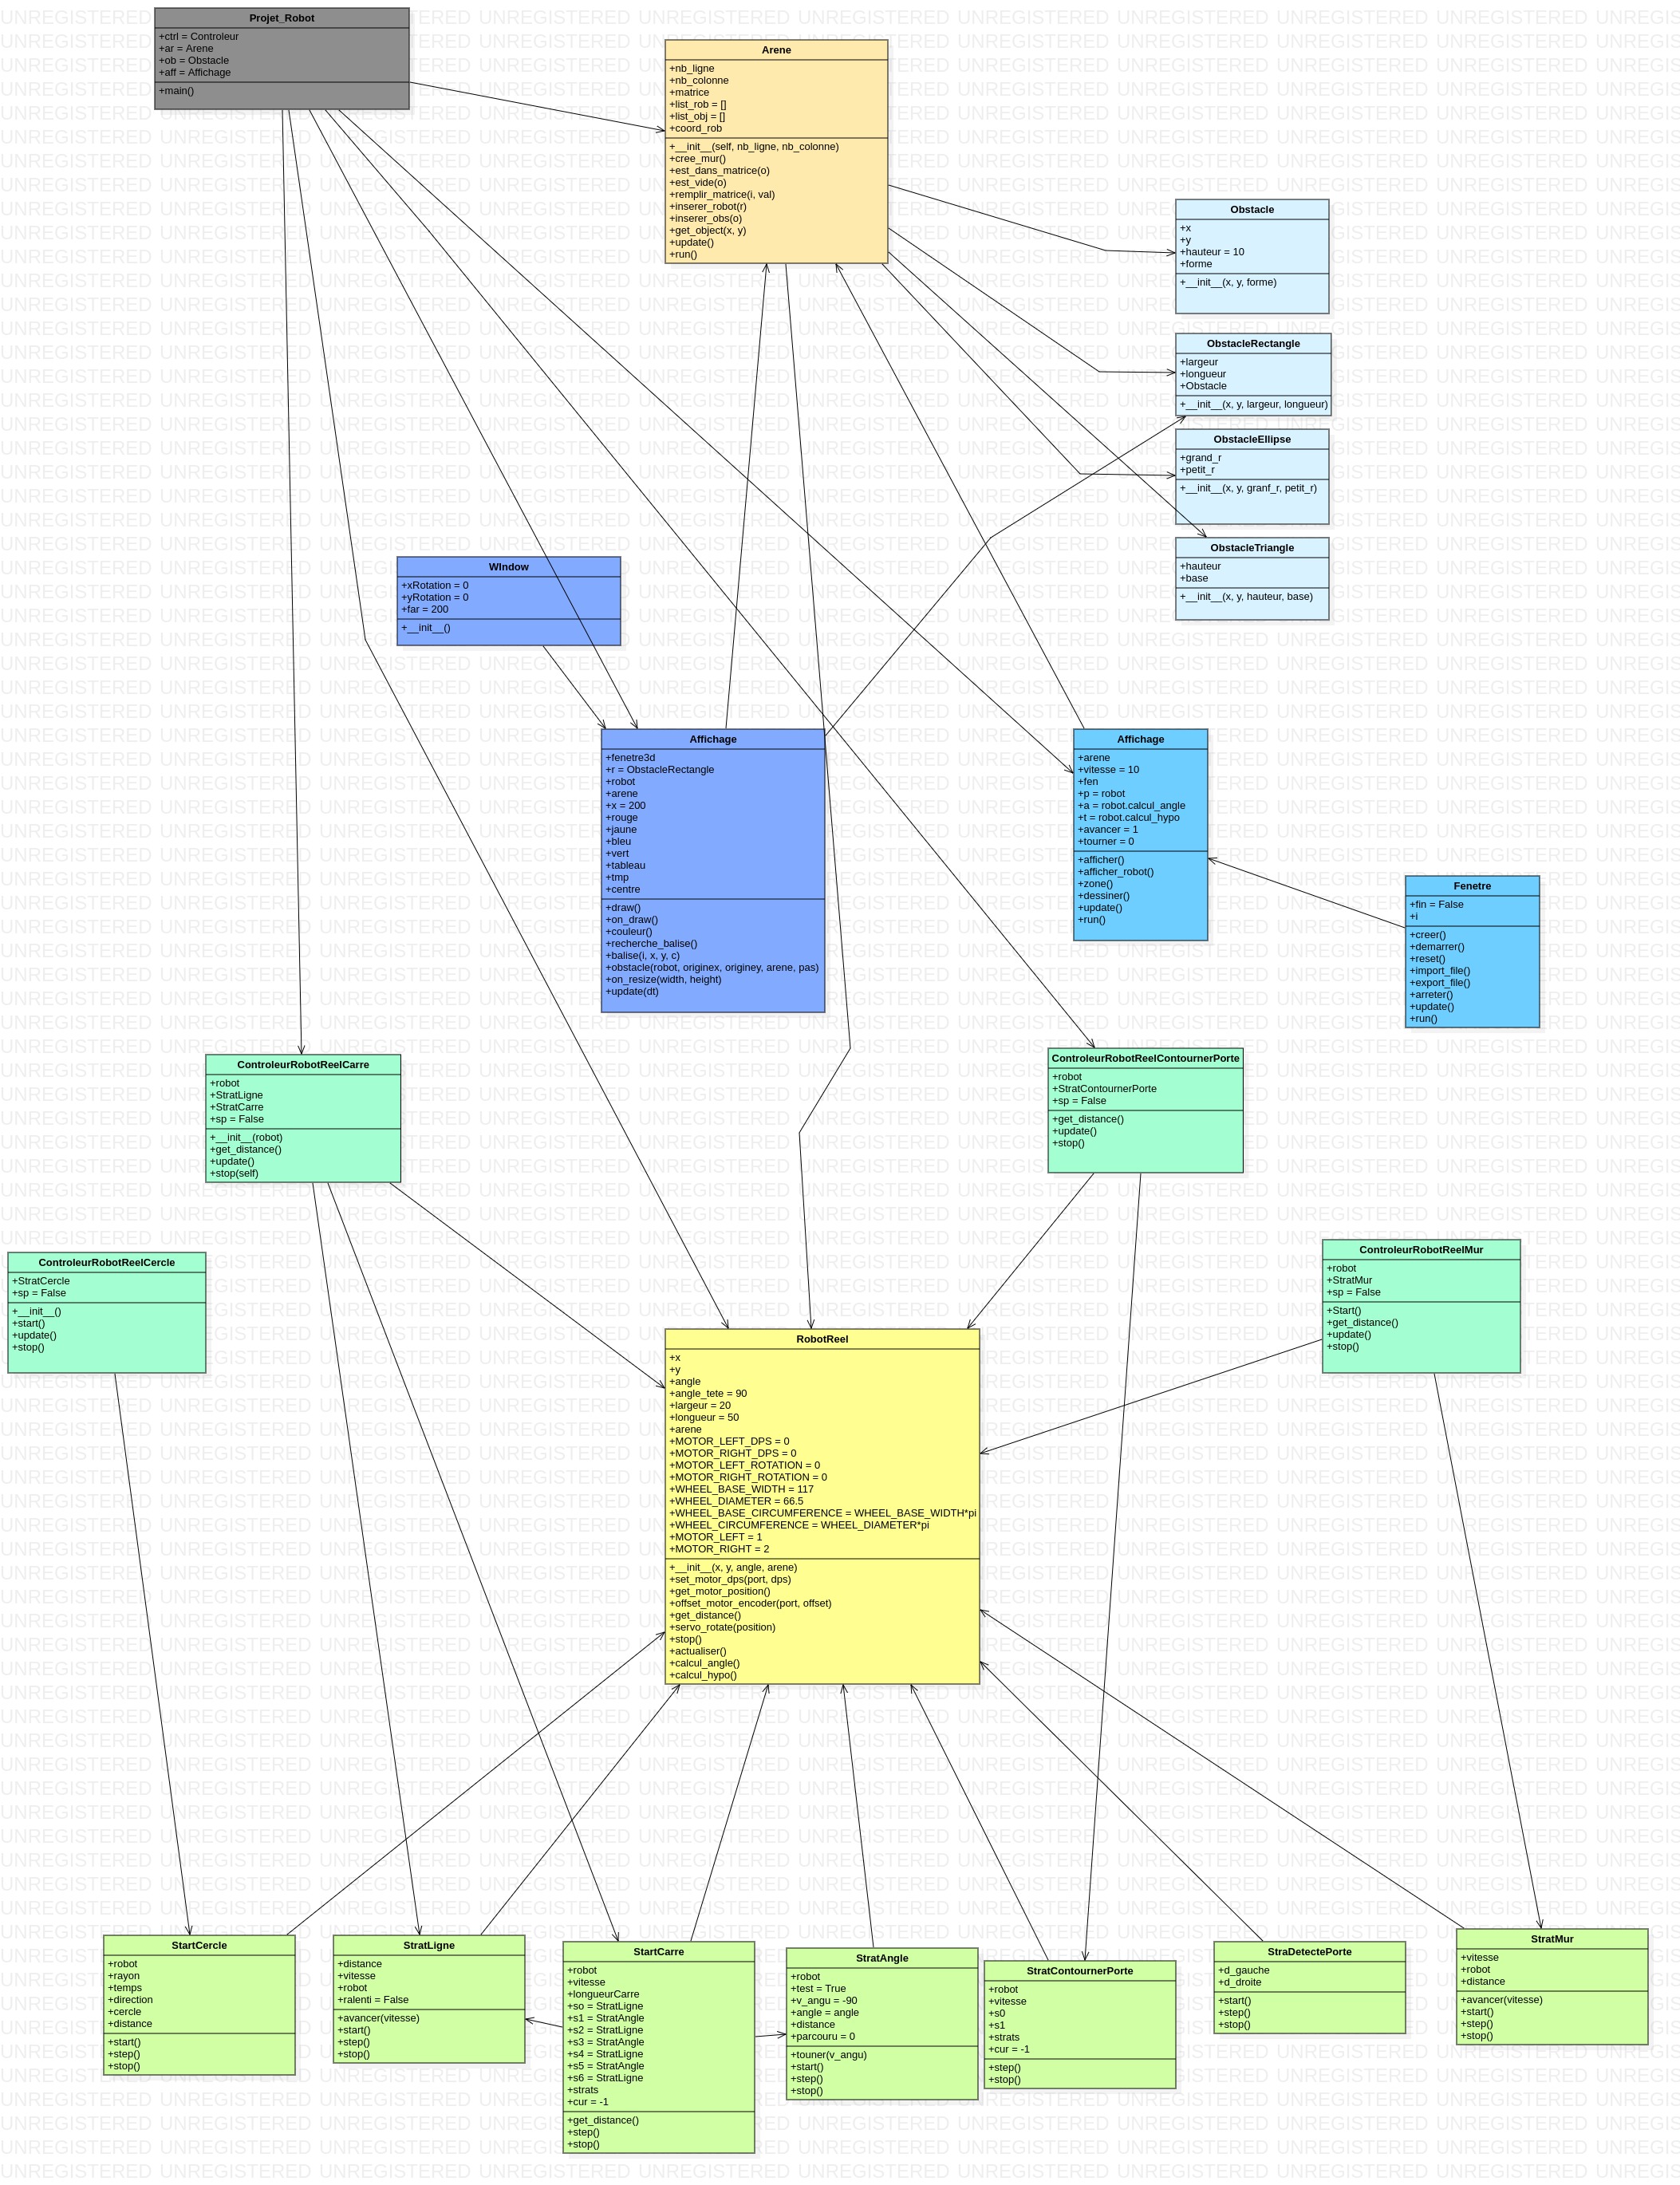 Projet_Robot
+ctrl = Controleur
+ar = Arene
+ob = Obstacle
+aff = Affichage
+main()
Arene
+nb_ligne
+nb_colonne
+matrice
+list_rob = []
+list_obj = []
+coord_rob
+__init__(self, nb_ligne, nb_colonne)
+cree_mur()
+est_dans_matrice(o)
+est_vide(o)
+remplir_matrice(i, val)
+inserer_robot(r)
+inserer_obs(o)
+get_object(x, y)
+update()
+run()
Obstacle
+x
+y
+hauteur = 10
+forme
+__init__(x, y, forme)
ObstacleRectangle
+largeur
+longueur
+Obstacle
+__init__(x, y, largeur, longueur)
ObstacleEllipse
+grand_r
+petit_r
+__init__(x, y, granf_r, petit_r)
ObstacleTriangle
+hauteur
+base
+__init__(x, y, hauteur, base)
WIndow
+xRotation = 0
+yRotation = 0
+far = 200
+__init__()
Affichage
+fenetre3d
+r = ObstacleRectangle
+robot
+arene
+x = 200
+rouge
+jaune
+bleu
+vert
+tableau
+tmp
+centre
+draw()
+on_draw()
+couleur()
+recherche_balise()
+balise(i, x, y, c)
+obstacle(robot, originex, originey, arene, pas)
+on_resize(width, height)
+update(dt)
Affichage
+arene
+vitesse = 10
+fen
+p = robot
+a = robot.calcul_angle
+t = robot.calcul_hypo
+avancer = 1
+tourner = 0
+afficher()
+afficher_robot()
+zone()
+dessiner()
+update()
+run()
Fenetre
+fin = False
+i
+creer()
+demarrer()
+reset()
+import_file()
+export_file()
+arreter()
+update()
+run()
ControleurRobotReelCarre
+robot
+StratLigne
+StratCarre
+sp = False
+__init__(robot)
+get_distance()
+update()
+stop(self)
ControleurRobotReelContournerPorte
+robot
+StratContournerPorte
+sp = False
+get_distance()
+update()
+stop()
ControleurRobotReelCercle
+StratCercle
+sp = False
+__init__()
+start()
+update()
+stop()
ControleurRobotReelMur
+robot
+StratMur
+sp = False
+Start()
+get_distance()
+update()
+stop()
RobotReel
+x
+y
+angle
+angle_tete = 90
+largeur = 20
+longueur = 50
+arene
+MOTOR_LEFT_DPS = 0
+MOTOR_RIGHT_DPS = 0
+MOTOR_LEFT_ROTATION = 0
+MOTOR_RIGHT_ROTATION = 0
+WHEEL_BASE_WIDTH = 117
+WHEEL_DIAMETER = 66.5
+WHEEL_BASE_CIRCUMFERENCE = WHEEL_BASE_WIDTH*pi
+WHEEL_CIRCUMFERENCE = WHEEL_DIAMETER*pi
+MOTOR_LEFT = 1
+MOTOR_RIGHT = 2
+__init__(x, y, angle, arene)
+set_motor_dps(port, dps)
+get_motor_position()
+offset_motor_encoder(port, offset)
+get_distance()
+servo_rotate(position)
+stop()
+actualiser()
+calcul_angle()
+calcul_hypo()
StartCercle
+robot
+rayon
+temps
+direction
+cercle
+distance
+start()
+step()
+stop()
StratLigne
+distance
+vitesse
+robot
+ralenti = False
+avancer(vitesse)
+start()
+step()
+stop()
StartCarre
+robot
+vitesse
+longueurCarre
+so = StratLigne
+s1 = StratAngle
+s2 = StratLigne
+s3 = StratAngle
+s4 = StratLigne
+s5 = StratAngle
+s6 = StratLigne
+strats
+cur = -1
+get_distance()
+step()
+stop()
StratAngle
+robot
+test = True
+v_angu = -90
+angle = angle
+distance
+parcouru = 0
+touner(v_angu)
+start()
+step()
+stop()
StratContournerPorte
+robot
+vitesse
+s0
+s1
+strats
+cur = -1
+step()
+stop()
StraDetectePorte
+d_gauche
+d_droite
+start()
+step()
+stop()
StratMur
+vitesse
+robot
+distance
+avancer(vitesse)
+start()
+step()
+stop()
UNREGISTERED